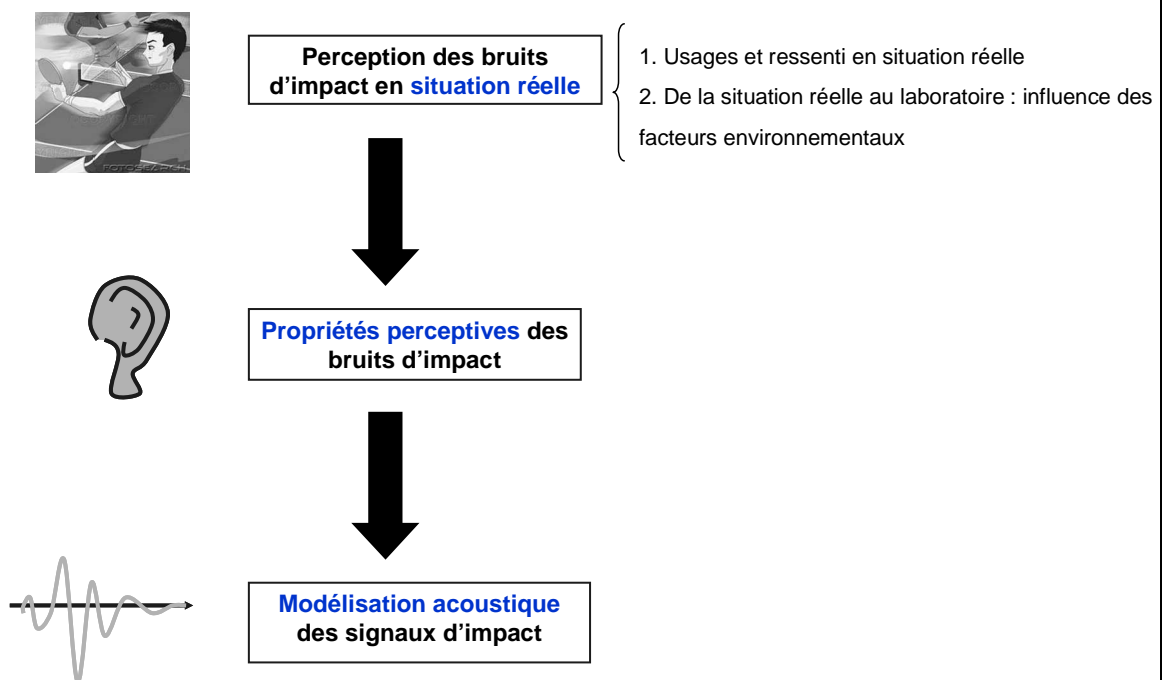 Perception des bruits
d'impact en situation réelle
1. Usages et ressenti en situation réelle
2. De la situation réelle au laboratoire : influence des
facteurs environnementaux
Propriétés perceptives des
bruits d'impact
Modélisation acoustique
des signaux d'impact